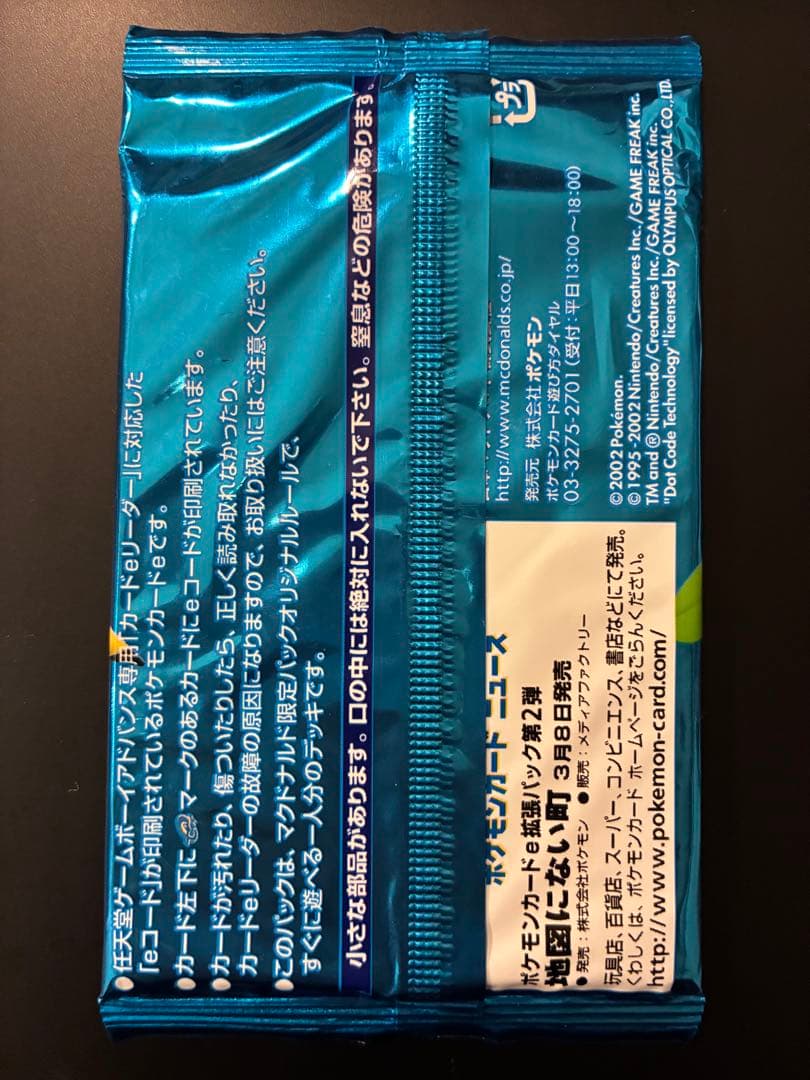 ●任天堂ゲームボーイアドバンス専用「カードeリーダー」に対応した
「eコード」が印刷されているポケモンカードeです。
●カード左下に マークのあるカードにeコードが印刷されています。
●カードが汚れたり、傷ついたりしたら、正しく読み取れなかったり、
カードeリーダーの故障の原因になりますので、お取り扱いにはご注意ください。
●このパックは、マクドナルド限定パックオリジナルルールで、
すぐに遊べる一人分のデッキです。
小さな部品があります。口の中には絶対に入れないで下さい。窒息などの危険があります。
ポケモンカード ニュース
ポケモンカードe拡張パック第2弾
地図にない町 3月8日発売
●発売:株式会社ポケモン ●販売:メディアファクトリー
玩具店、百貨店、スーパー、コンビニエンス、書店などにて発売。
くわしくは、ポケモンカード ホームページをごらんください。
http://www.pokemon-card.com/
http://www.mcdonalds.co.jp/
発売元 株式会社 ポケモン
ポケモンカード遊び方ダイヤル
03-3275-2701(受付:平日13:00〜18:00)
プラ
©2002 Pokémon.
©1995-2002 Nintendo/Creatures Inc./GAME FREAK inc.
TM and ® Nintendo/Creatures Inc./GAME FREAK inc.
"Dot Code Technology" licensed by OLYMPUS OPTICAL CO.,LTD.